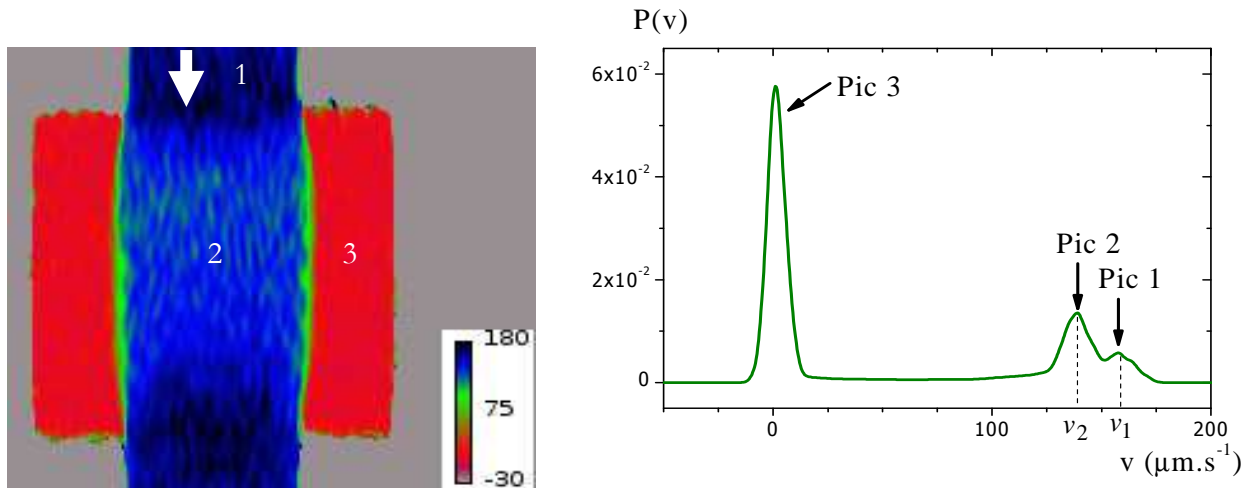 1
2
3
180
75
-30
P(v)
6x10⁻²
4x10⁻²
2x10⁻²
0
Pic 3
Pic 2
Pic 1
0
100
v₂
v₁
200
v (µm.s⁻¹)